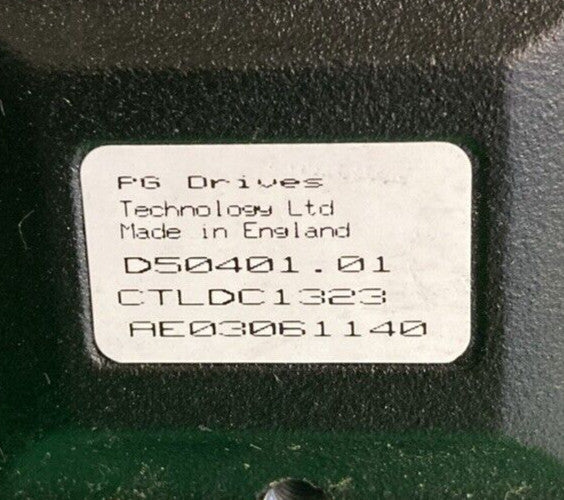 PG Drives
Technology Ltd
Made in England
D50401.01
CTLDC1323
AE03061140